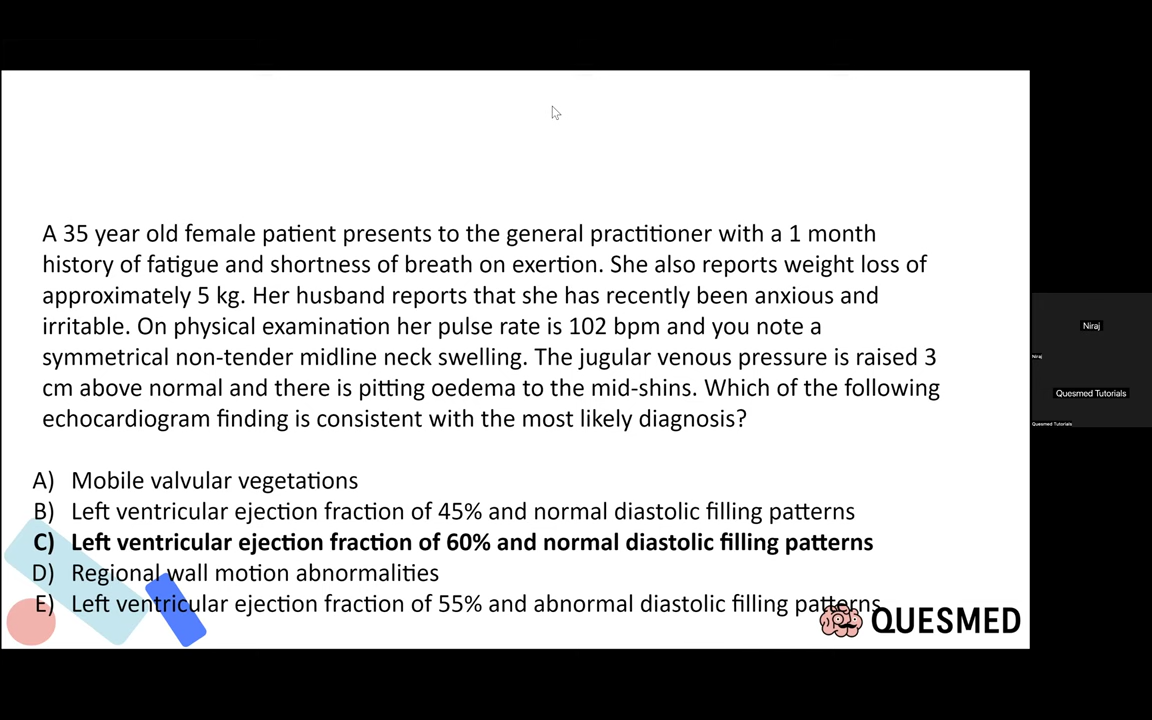 A 35 year old female patient presents to the general practitioner with a 1 month
history of fatigue and shortness of breath on exertion. She also reports weight loss of
approximately 5 kg. Her husband reports that she has recently been anxious and
irritable. On physical examination her pulse rate is 102 bpm and you note a
symmetrical non-tender midline neck swelling. The jugular venous pressure is raised 3
cm above normal and there is pitting oedema to the mid-shins. Which of the following
echocardiogram finding is consistent with the most likely diagnosis?
A) Mobile valvular vegetations
B) Left ventricular ejection fraction of 45% and normal diastolic filling patterns
C) Left ventricular ejection fraction of 60% and normal diastolic filling patterns
D) Regional wall motion abnormalities
E) Left ventricular ejection fraction of 55% and abnormal diastolic filling patterns
QUESMED
Niraj
Niraj
Quesmed Tutorials
Quesmed Tutorials